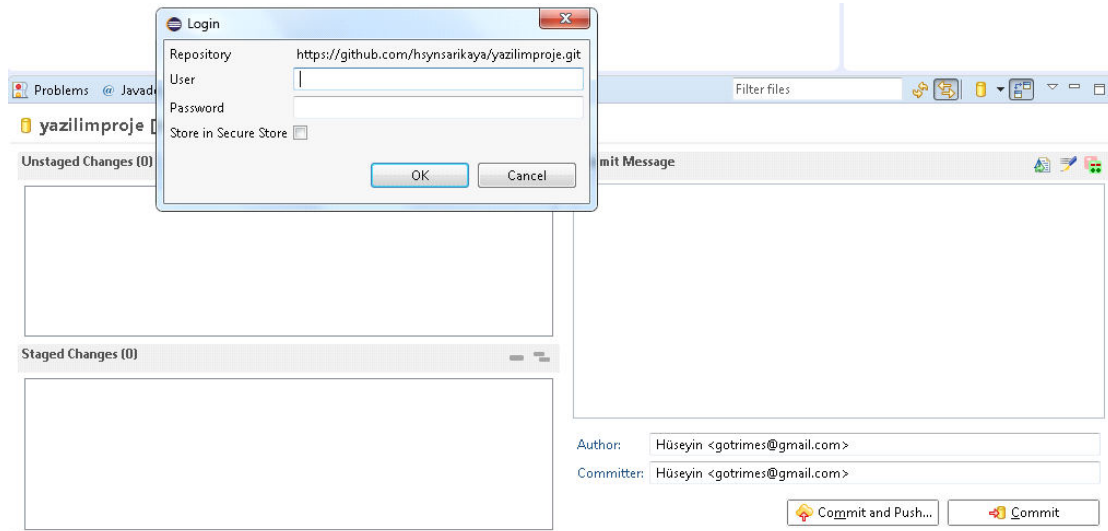 Login
Repository https://github.com/hsynsarikaya/yazilimproje.git
User
Password
Store in Secure Store
OK Cancel
Problems @ Javad
Filter files
yazilimproje [
Unstaged Changes (0)
mit Message
Staged Changes (0)
Author: Hüseyin <gotrimes@gmail.com>
Committer: Hüseyin <gotrimes@gmail.com>
Commit and Push... Commit